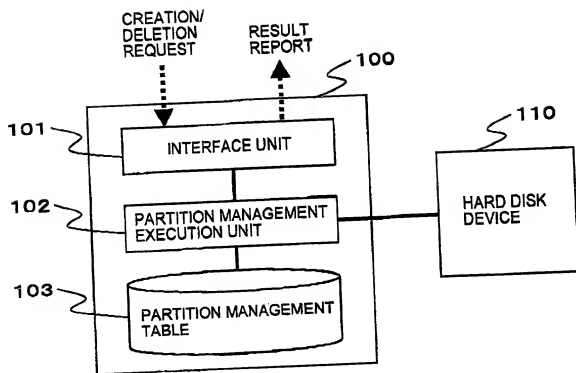 CREATION/
DELETION
REQUEST
RESULT
REPORT
100
101
INTERFACE UNIT
110
102
PARTITION MANAGEMENT
EXECUTION UNIT
HARD DISK
DEVICE
103
PARTITION MANAGEMENT
TABLE